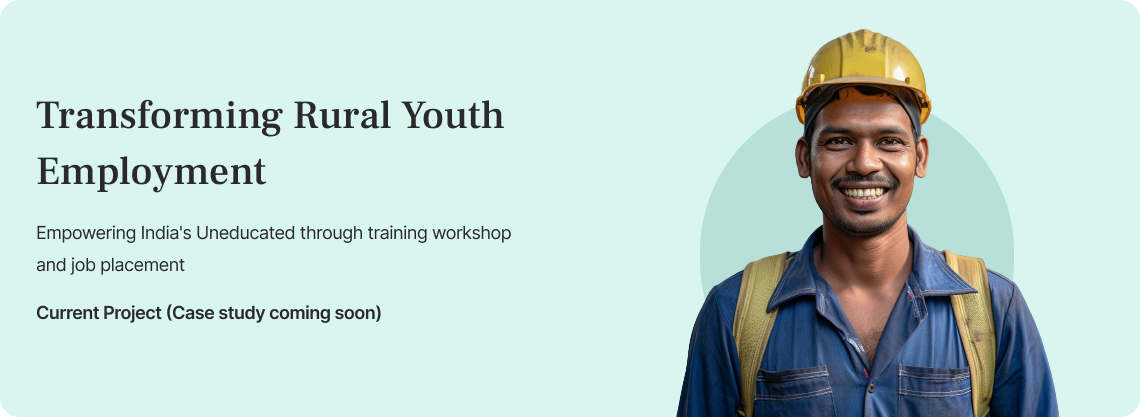 Transforming Rural Youth
Employment
Empowering India's Uneducated through training workshop
and job placement
Current Project (Case study coming soon)